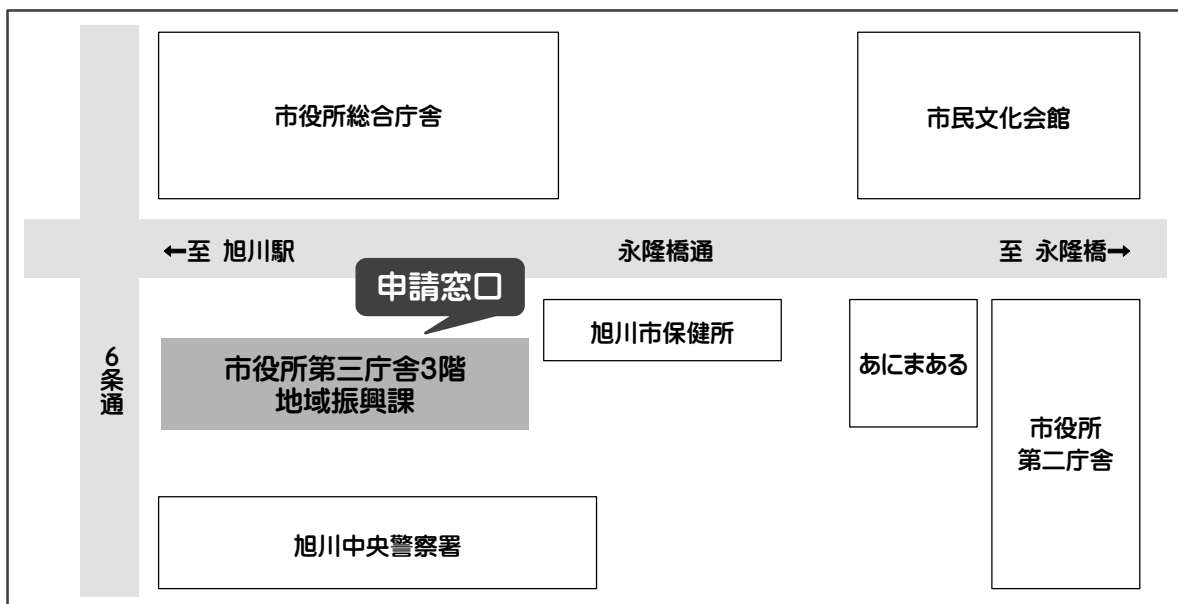 市役所総合庁舎
市民文化会館
←至 旭川駅
永隆橋通
至 永隆橋→
申請窓口
旭川市保健所
あにまある
6条通
市役所第三庁舎3階
地域振興課
市役所
第二庁舎
旭川中央警察署